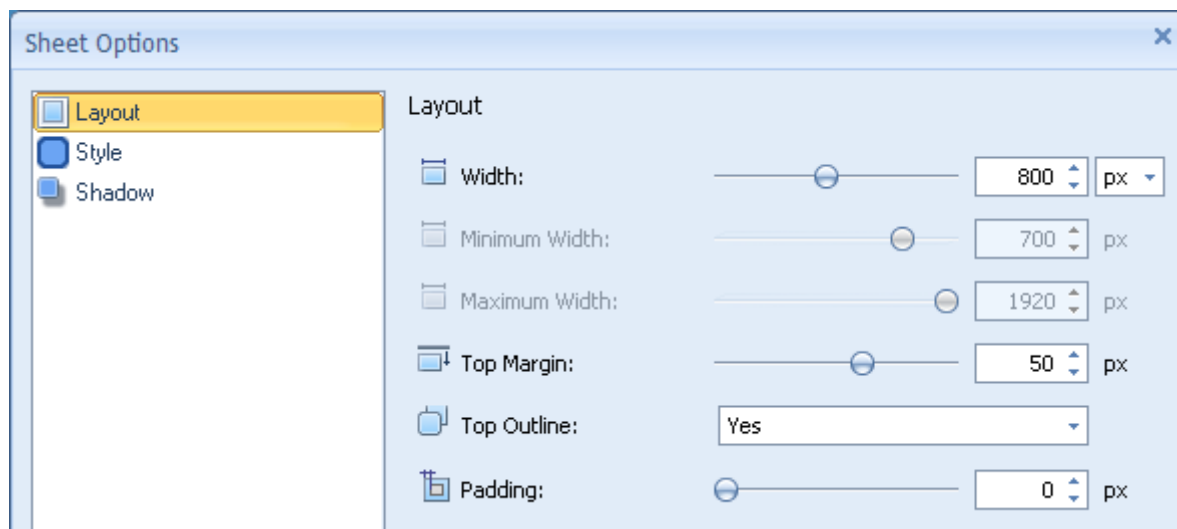 Sheet Options
Layout
Style
Shadow
Layout
Width: 800 px
Minimum Width: 700 px
Maximum Width: 1920 px
Top Margin: 50 px
Top Outline: Yes
Padding: 0 px